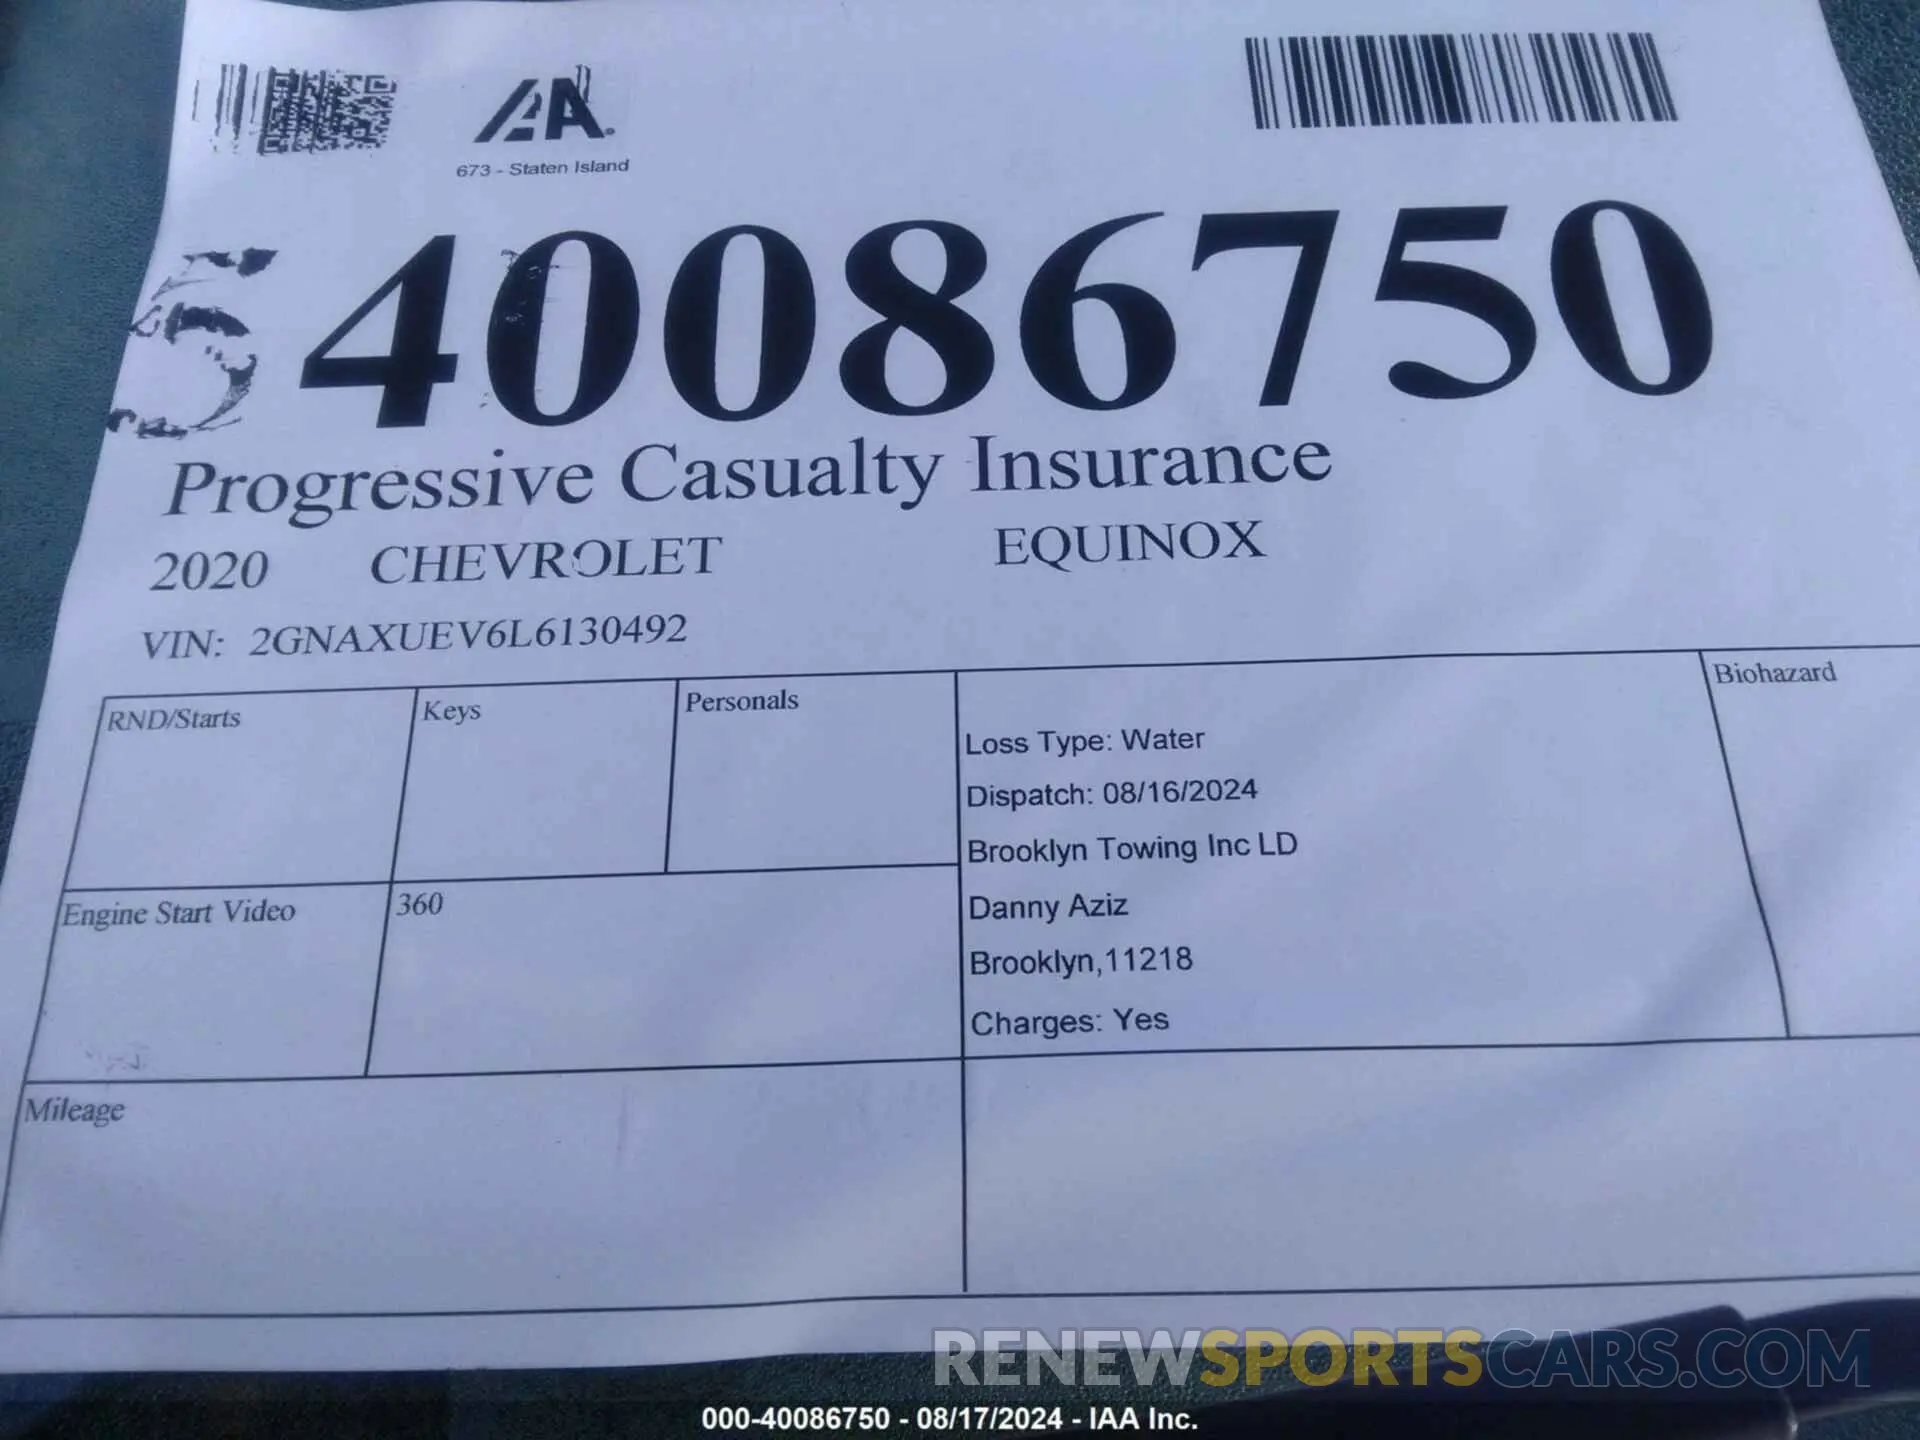 IAA.
673 - Staten Island
40086750
Progressive Casualty Insurance
2020 CHEVROLET EQUINOX
VIN: 2GNAXUEV6L6130492
RND/Starts
Keys
Personals
Loss Type: Water
Dispatch: 08/16/2024
Brooklyn Towing Inc LD
Danny Aziz
Brooklyn,11218
Charges: Yes
Biohazard
Engine Start Video
360
Mileage
RENEWSPORTSCARS.COM
000-40086750 - 08/17/2024 - IAA Inc.